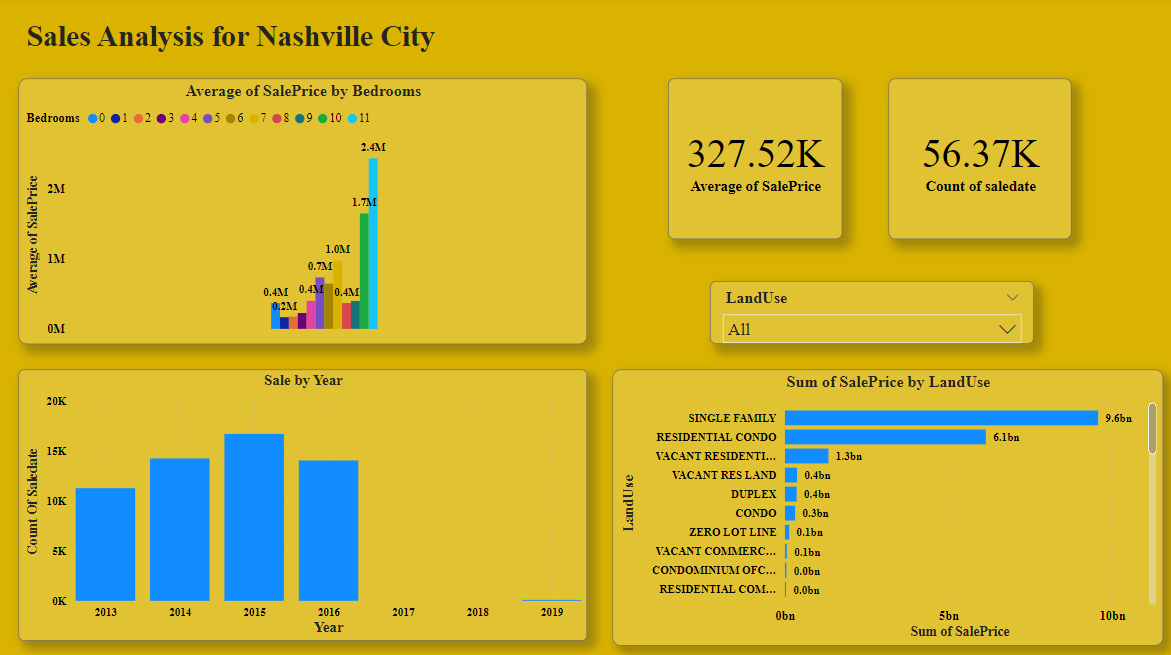 Sales Analysis for Nashville City
Average of SalePrice by Bedrooms
Bedrooms 0 1 2 3 4 5 6 7 8 9 10 11
Average of SalePrice
2M
1M
0M
0.4M
0.2M
0.4M
0.7M
1.0M
0.4M
1.7M
2.4M
327.52K
Average of SalePrice
56.37K
Count of saledate
LandUse
All
Sale by Year
Count Of Saledate
20K
15K
10K
5K
0K
2013 2014 2015 2016 2017 2018 2019
Year
Sum of SalePrice by LandUse
LandUse
SINGLE FAMILY 9.6bn
RESIDENTIAL CONDO 6.1bn
VACANT RESIDENTI... 1.3bn
VACANT RES LAND 0.4bn
DUPLEX 0.4bn
CONDO 0.3bn
ZERO LOT LINE 0.1bn
VACANT COMMERC... 0.1bn
CONDOMINIUM OFC... 0.0bn
RESIDENTIAL COM... 0.0bn
0bn 5bn 10bn
Sum of SalePrice